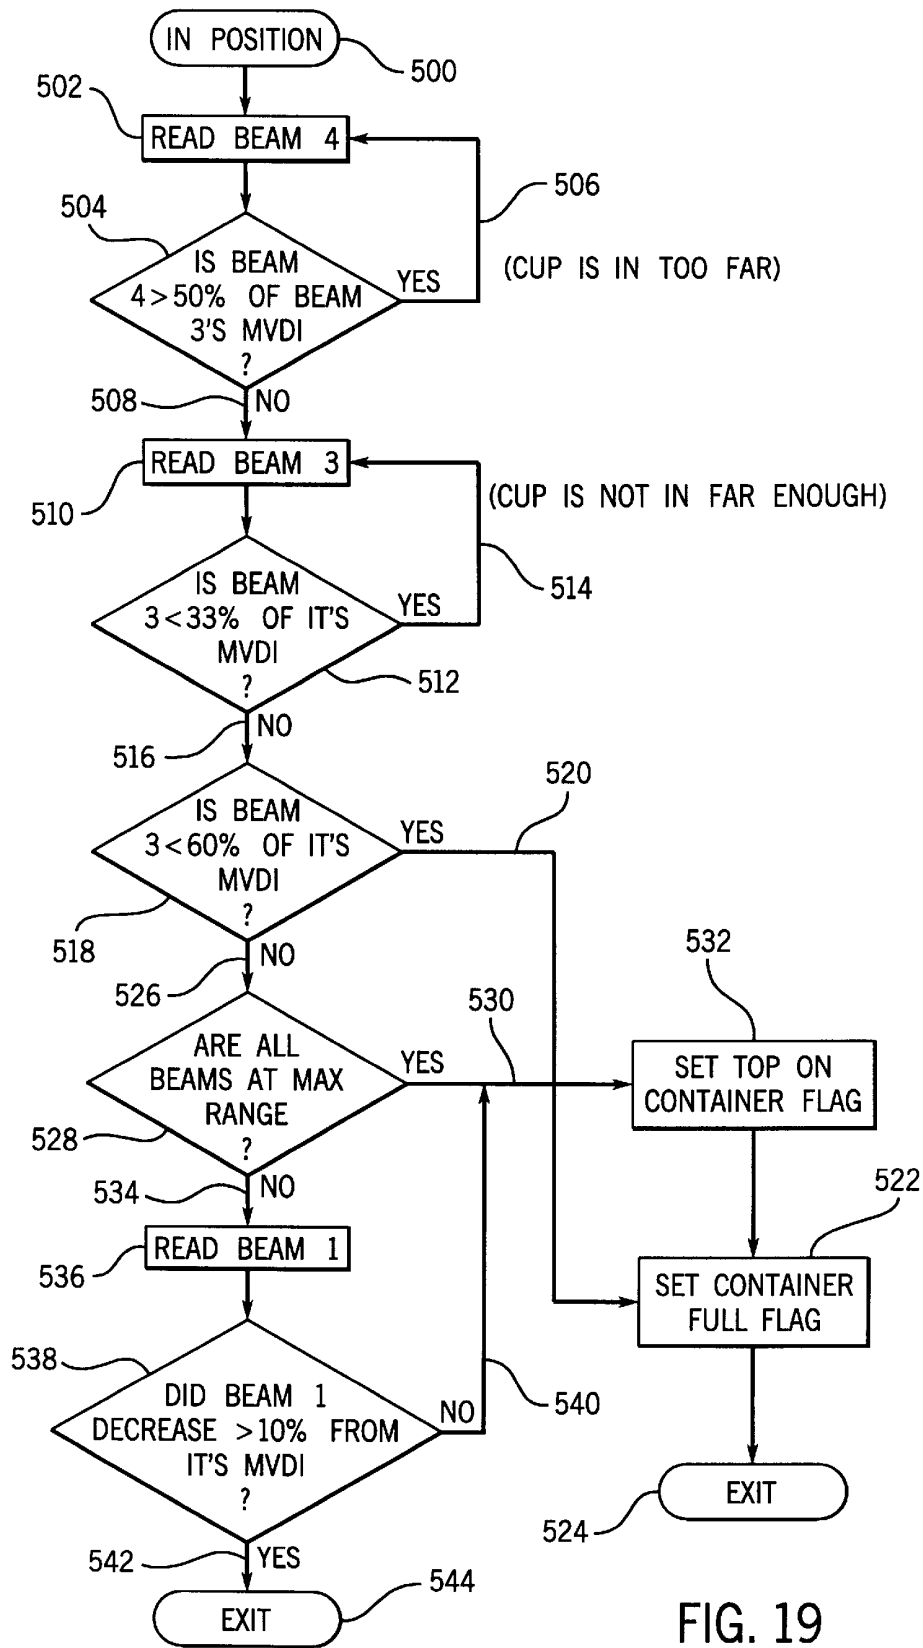 IN POSITION
500
502
READ BEAM 4
506
504
IS BEAM
4>50% OF BEAM
3'S MVDI
?
YES
(CUP IS IN TOO FAR)
508
NO
READ BEAM 3
510
(CUP IS NOT IN FAR ENOUGH)
514
IS BEAM
3<33% OF IT'S
MVDI
?
YES
512
516
NO
520
IS BEAM
3<60% OF IT'S
MVDI
?
YES
518
526
NO
532
530
ARE ALL
BEAMS AT MAX
RANGE
?
YES
SET TOP ON
CONTAINER FLAG
528
534
NO
522
READ BEAM 1
536
SET CONTAINER
FULL FLAG
538
540
DID BEAM 1
DECREASE >10% FROM
IT'S MVDI
?
NO
EXIT
524
542
YES
544
EXIT
FIG. 19